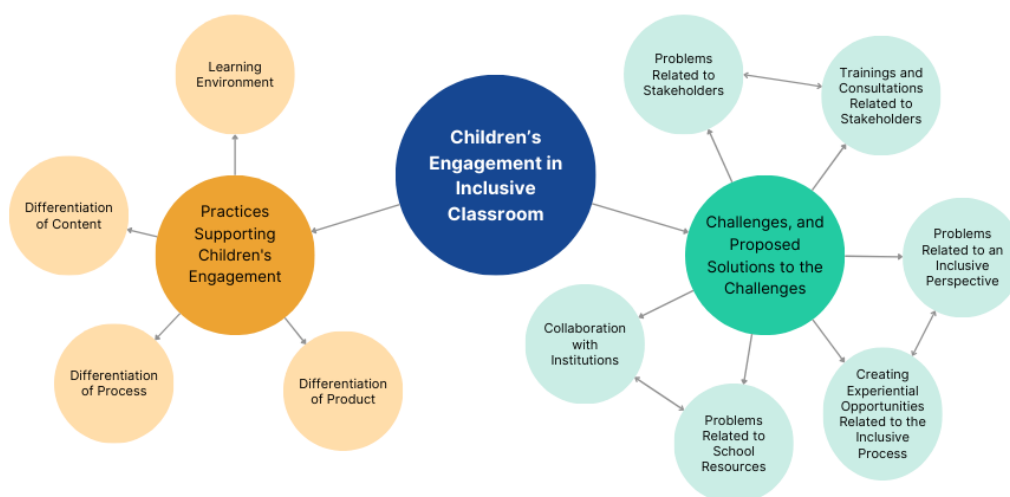 Children's
Engagement in
Inclusive
Classroom
Practices
Supporting
Children's
Engagement
Learning
Environment
Differentiation
of Content
Differentiation
of Process
Differentiation
of Product
Challenges, and
Proposed
Solutions to the
Challenges
Problems
Related to
Stakeholders
Trainings and
Consultations
Related to
Stakeholders
Problems
Related to an
Inclusive
Perspective
Creating
Experiential
Opportunities
Related to the
Inclusive
Process
Problems
Related to
School
Resources
Collaboration
with
Institutions